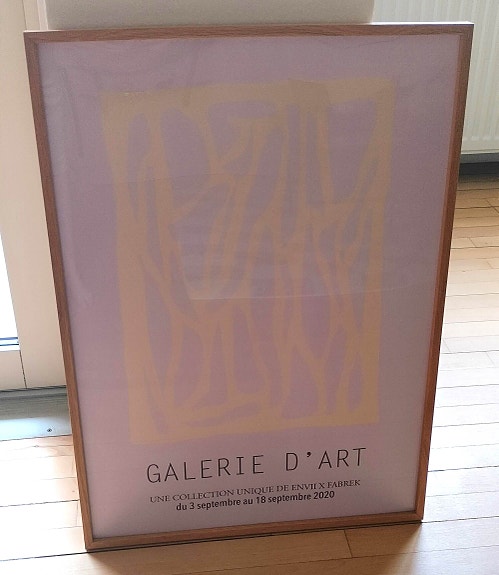 GALERIE D'ART
UNE COLLECTION UNIQUE DE ENVII X FABREK
du 3 septembre au 18 septembre 2020